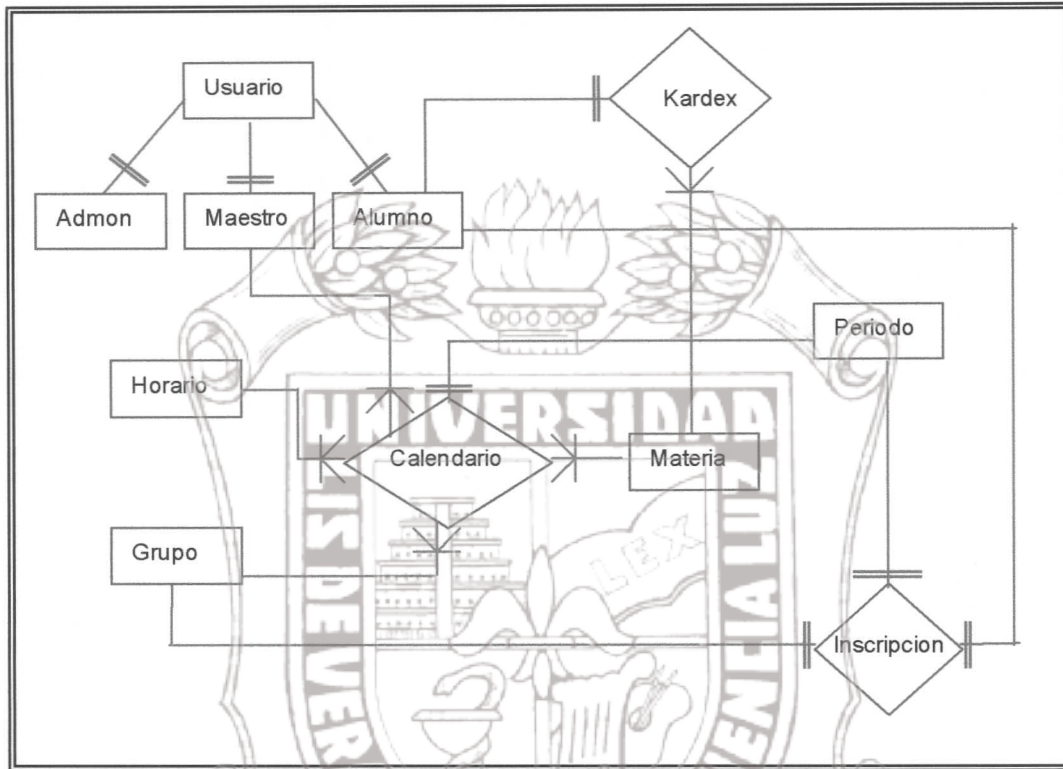 Usuario
Kardex
Admon
Maestro
Alumno
Periodo
Horario
UNIVERSIDAD
Calendario
Materia
LEX
Grupo
Inscripcion